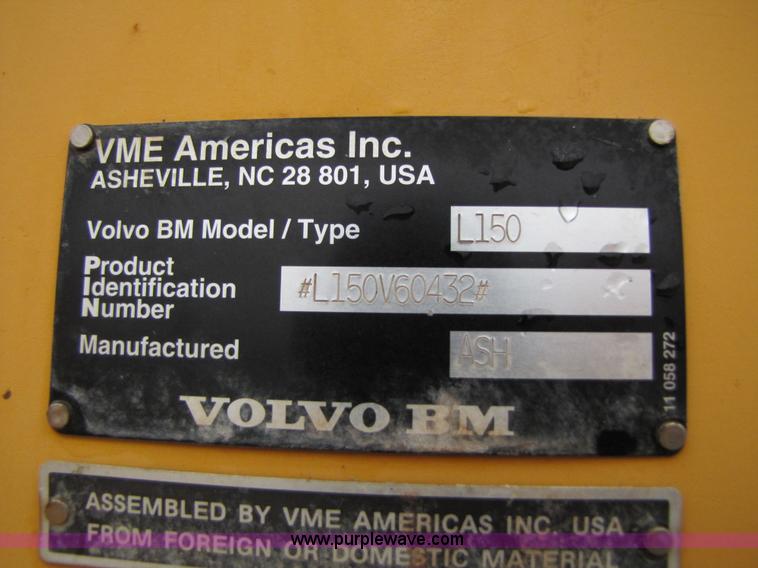 VME Americas Inc.
ASHEVILLE, NC 28 801, USA
Volvo BM Model / Type L150
Product
Identification
Number #L150V60432#
Manufactured ASH
11 058 272
VOLVO BM
ASSEMBLED BY VME AMERICAS INC. USA
FROM FOREIGN OR DOMESTIC MATERIAL
www.purplewave.com